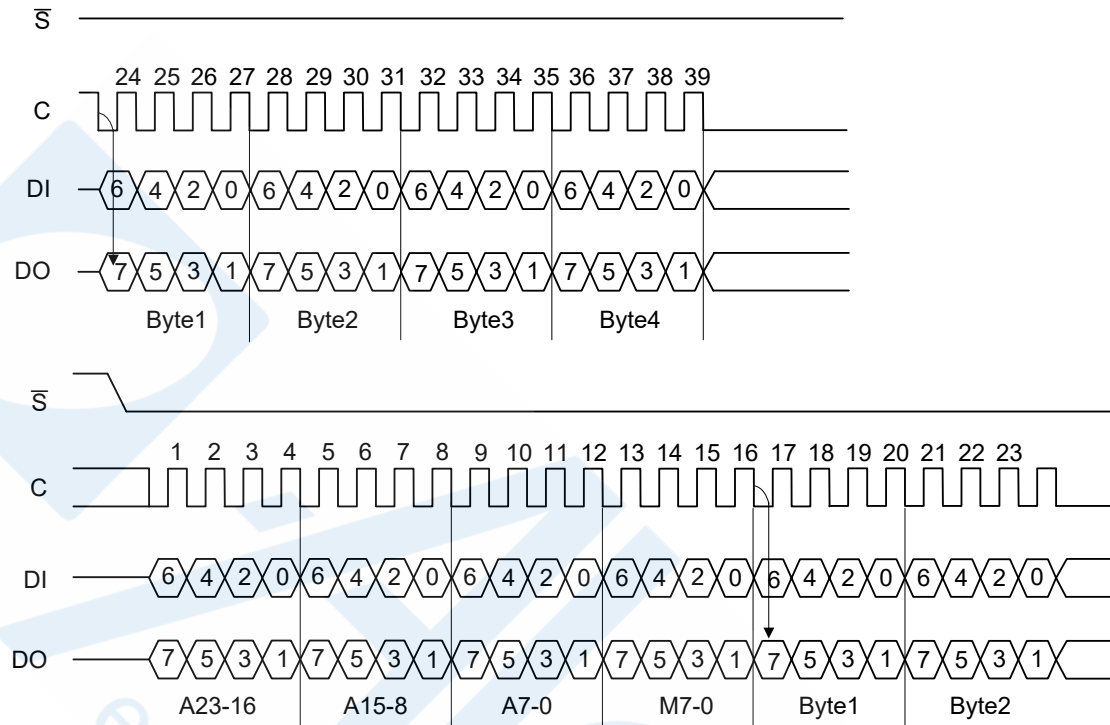 S
24 25 26 27 28 29 30 31 32 33 34 35 36 37 38 39
C
DI 6 4 2 0 6 4 2 0 6 4 2 0 6 4 2 0
DO 7 5 3 1 7 5 3 1 7 5 3 1 7 5 3 1
Byte1 Byte2 Byte3 Byte4
S
1 2 3 4 5 6 7 8 9 10 11 12 13 14 15 16 17 18 19 20 21 22 23
C
DI 6 4 2 0 6 4 2 0 6 4 2 0 6 4 2 0 6 4 2 0 6 4 2 0
DO 7 5 3 1 7 5 3 1 7 5 3 1 7 5 3 1 7 5 3 1 7 5 3 1
A23-16 A15-8 A7-0 M7-0 Byte1 Byte2